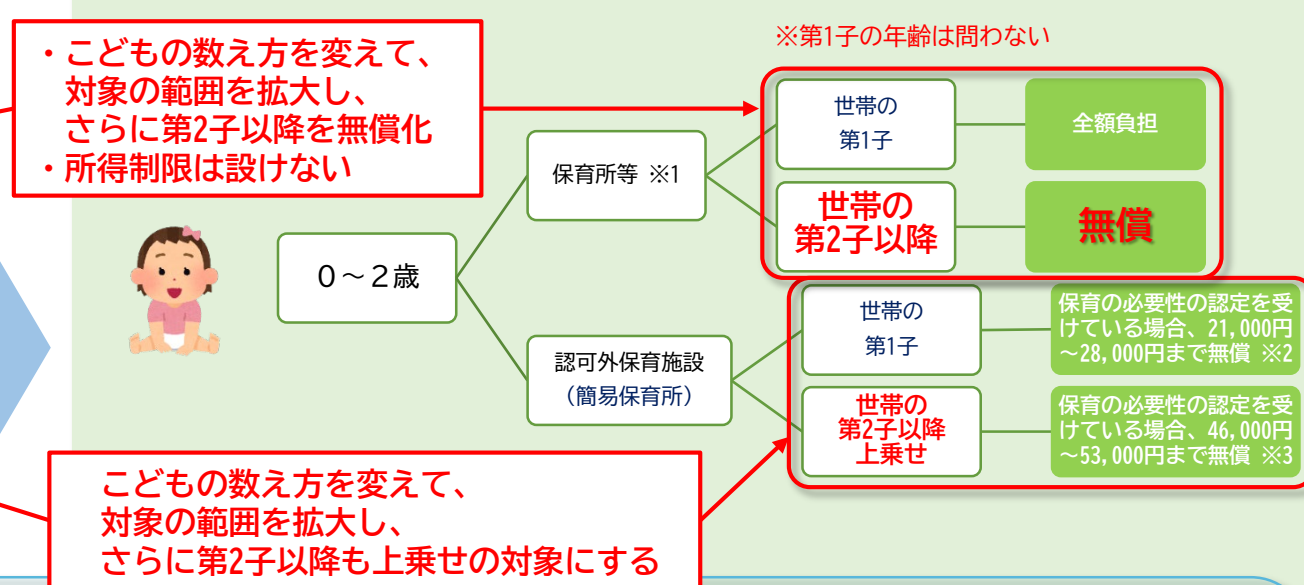 ※第1子の年齢は問わない
・こどもの数え方を変えて、
対象の範囲を拡大し、
さらに第2子以降を無償化
・所得制限は設けない
世帯の
第1子
全額負担
保育所等 ※1
世帯の
第2子以降
無償
0～2歳
世帯の
第1子
保育の必要性の認定を受
けている場合、21,000円
～28,000円まで無償 ※2
認可外保育施設
（簡易保育所）
世帯の
第2子以降
上乗せ
保育の必要性の認定を受
けている場合、46,000円
～53,000円まで無償 ※3
こどもの数え方を変えて、
対象の範囲を拡大し、
さらに第2子以降も上乗せの対象にする